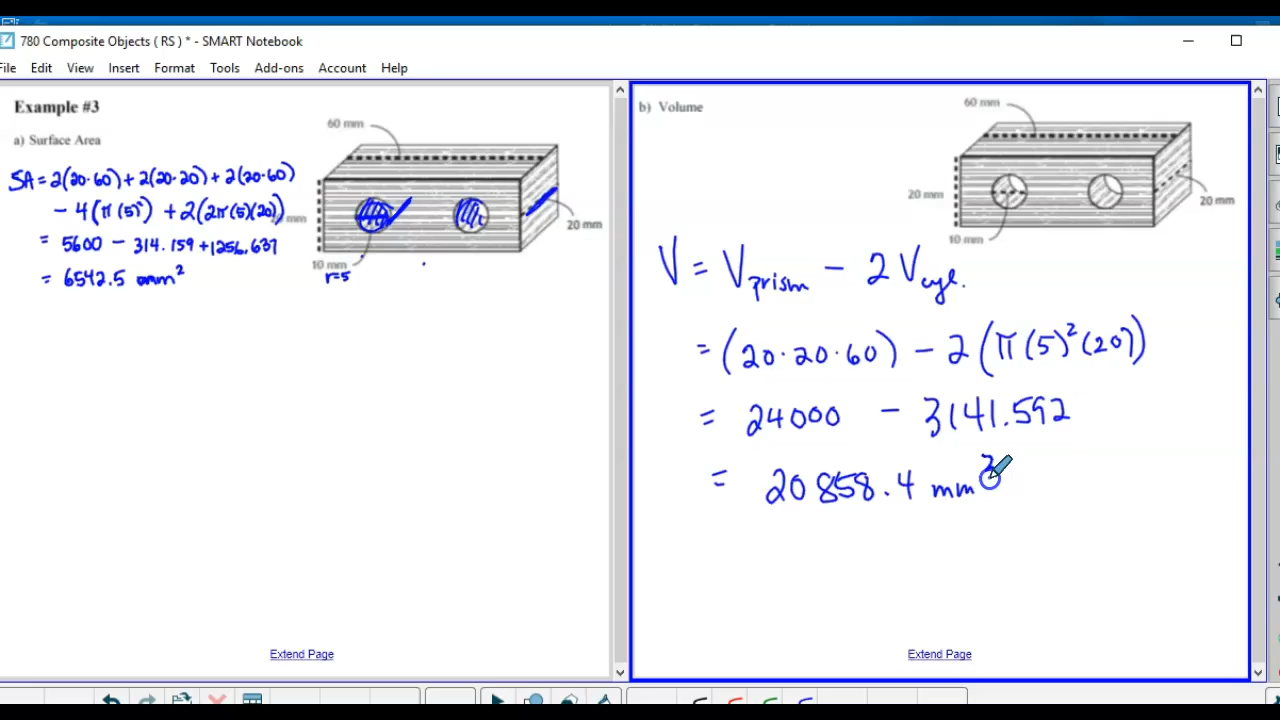 780 Composite Objects ( RS ) * - SMART Notebook
File Edit View Insert Format Tools Add-ons Account Help
Example #3
a) Surface Area
60 mm
SA = 2(20·60) + 2(20·20) + 2(20·60)
- 4(π(5)²) + 2(2π(5)(20))
mm
= 5600 - 314.159 + 1256.637
= 6542.5 mm²
20 mm
10 mm
r=5
Extend Page
b) Volume
60 mm
20 mm
20 mm
10 mm
V = Vprism - 2 Vcyl.
= (20·20·60) - 2(π(5)²(20))
= 24000 - 3141.592
= 20858.4 mm³
Extend Page